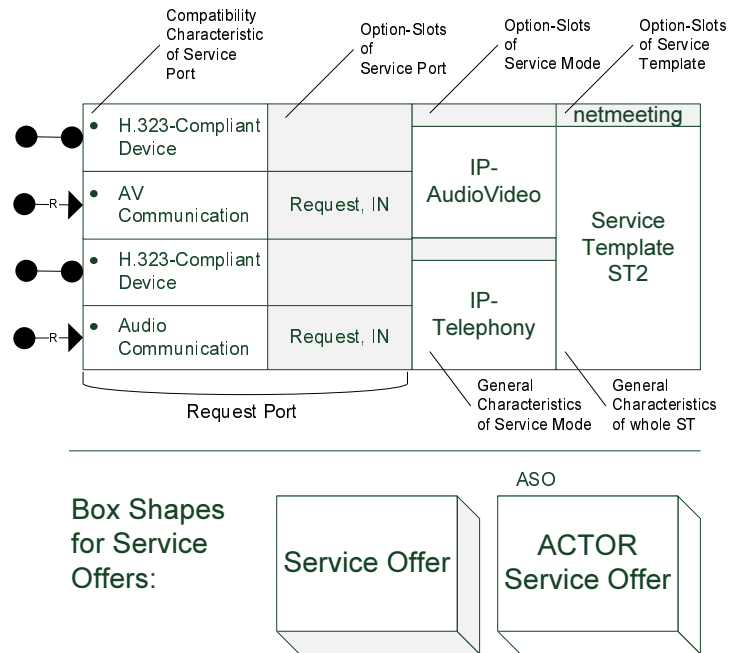 Compatibility
Characteristic
of Service
Port
Option-Slots
of
Service Port
Option-Slots
of
Service Mode
Option-Slots
of Service
Template
netmeeting
• H.323-Compliant
Device
IP-
AudioVideo
R
• AV
Communication
Request, IN
Service
Template
ST2
• H.323-Compliant
Device
IP-
Telephony
R
• Audio
Communication
Request, IN
Request Port
General
Characteristics
of Service Mode
General
Characteristics
of whole ST
Box Shapes
for Service
Offers:
Service Offer
ASO
ACTOR
Service Offer